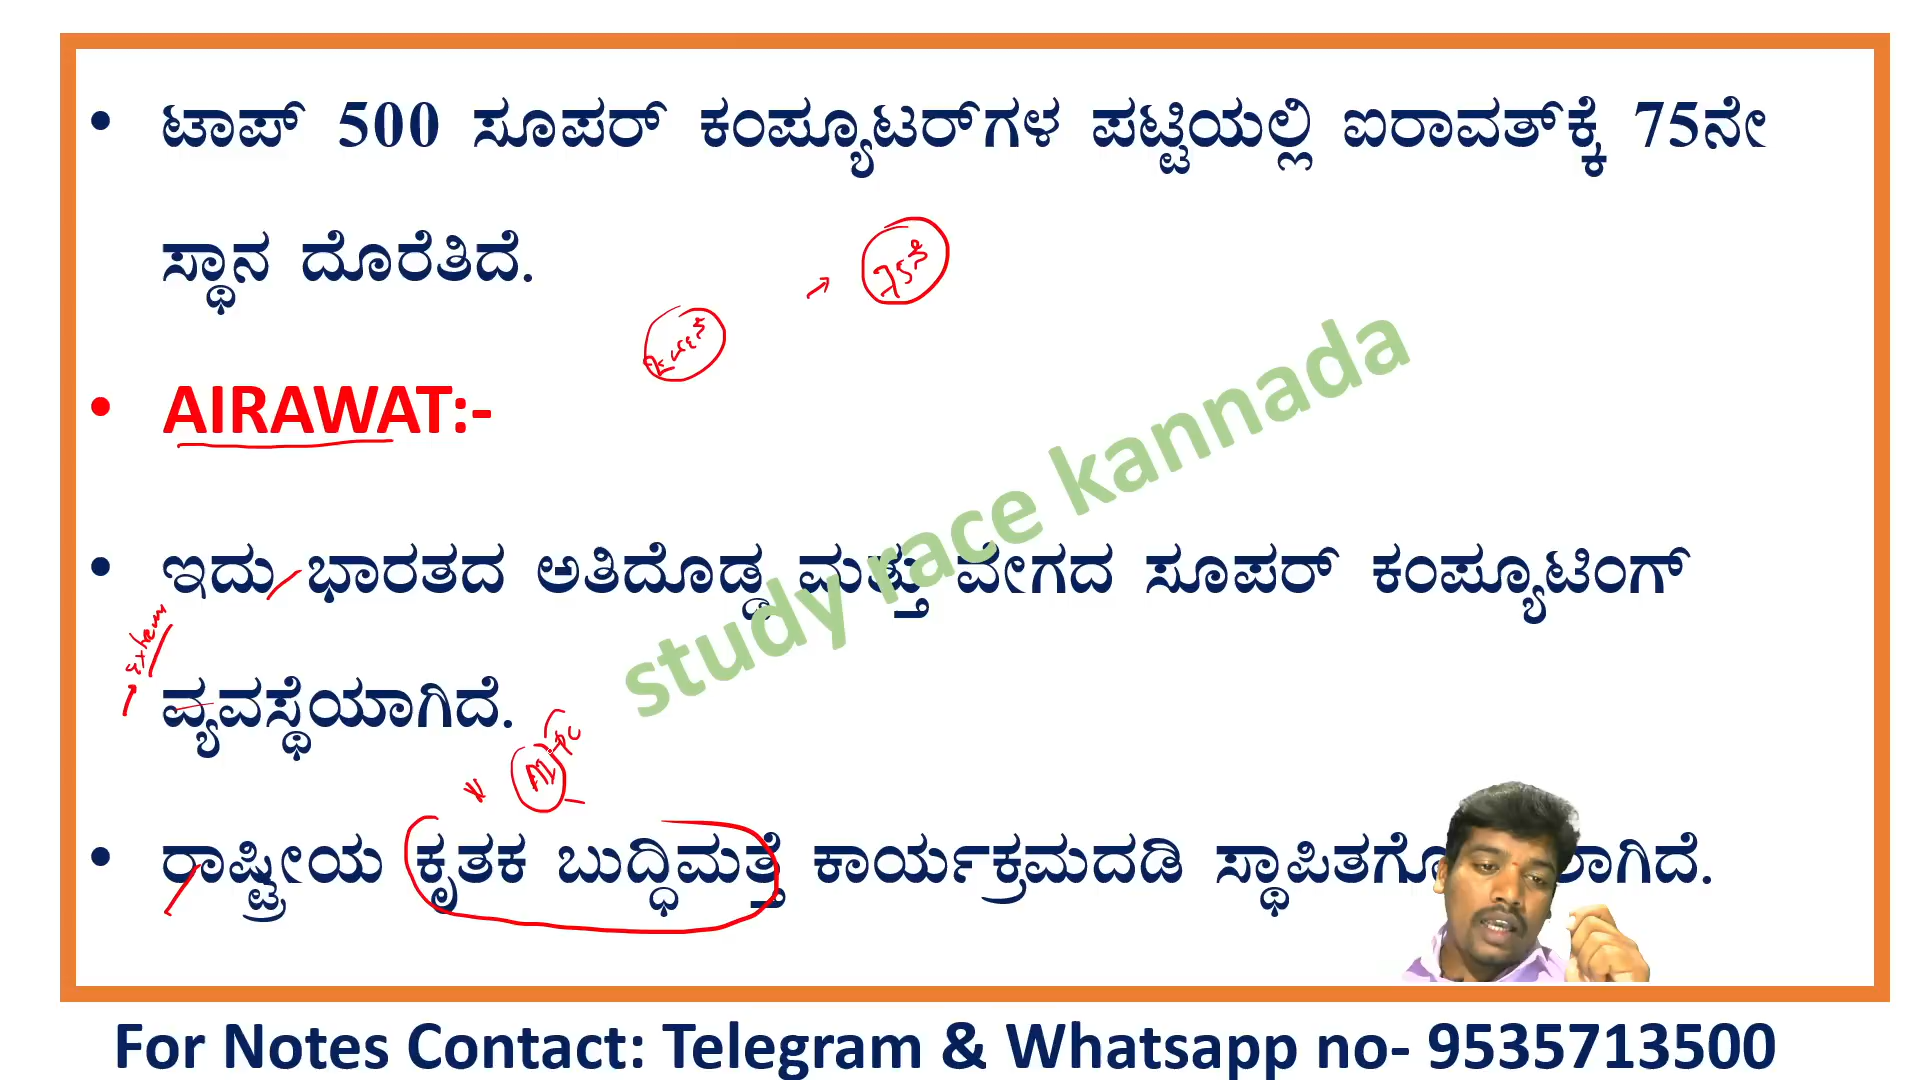 • ಟಾಪ್ 500 ಸೂಪರ್ ಕಂಪ್ಯೂಟರ್‌ಗಳ ಪಟ್ಟಿಯಲ್ಲಿ ಐರಾವತ್‌ಕ್ಕೆ 75ನೇ
ಸ್ಥಾನ ದೊರೆತಿದೆ.
75ನೇ
• AIRAWAT:-
• ಇದು ಭಾರತದ ಅತಿದೊಡ್ಡ ಮತ್ತು ವೇಗದ ಸೂಪರ್ ಕಂಪ್ಯೂಟಿಂಗ್
ವ್ಯವಸ್ಥೆಯಾಗಿದೆ.
• ರಾಷ್ಟ್ರೀಯ ಕೃತಕ ಬುದ್ಧಿಮತ್ತೆ ಕಾರ್ಯಕ್ರಮದಡಿ
study race kannada
For Notes Contact: Telegram & Whatsapp no- 9535713500